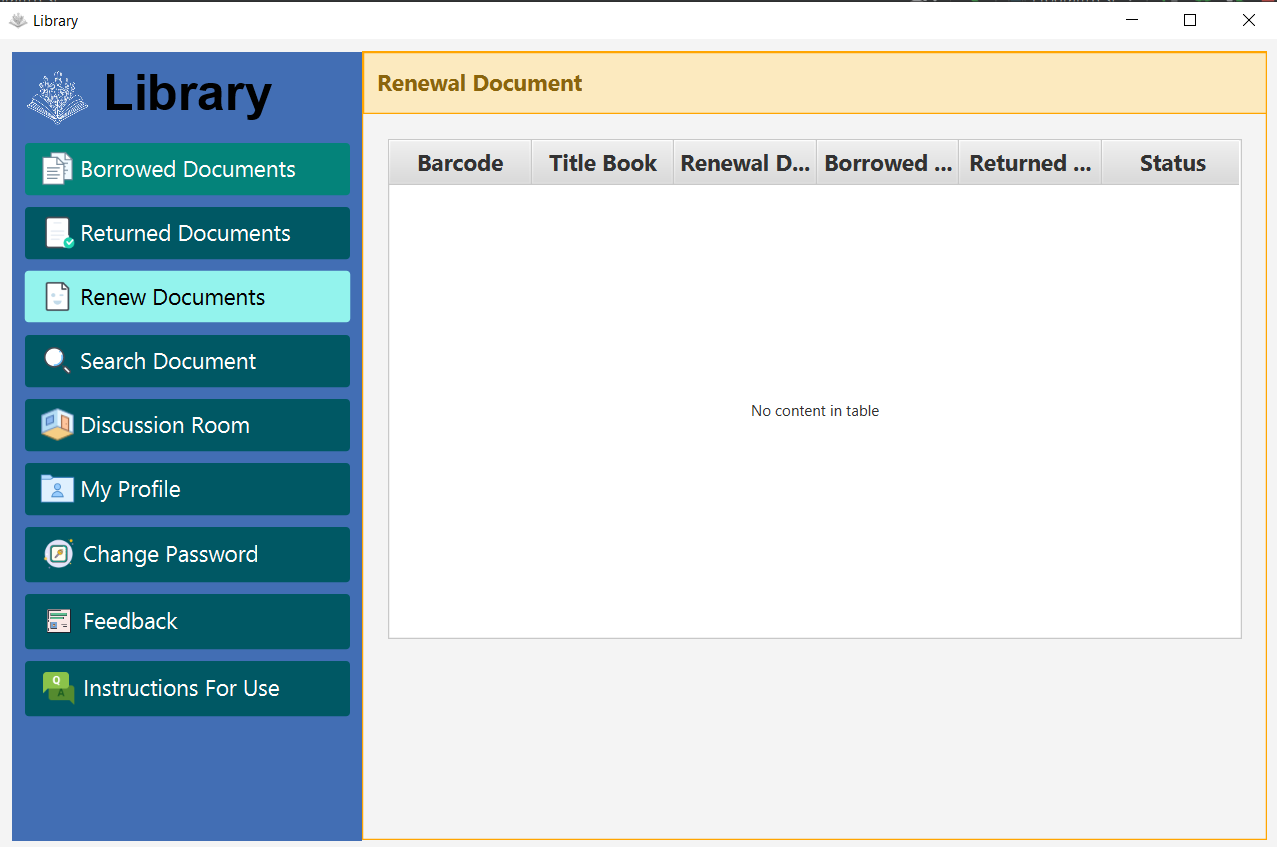 Library
Library
Borrowed Documents
Returned Documents
Renew Documents
Search Document
Discussion Room
My Profile
Change Password
Feedback
Q
A
Instructions For Use
Renewal Document
Barcode Title Book Renewal D... Borrowed ... Returned ... Status
No content in table